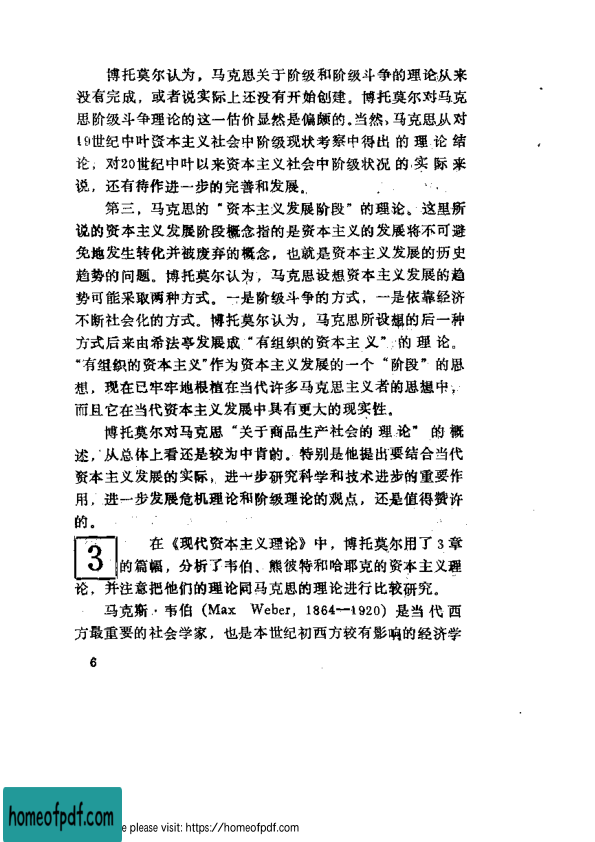 博托莫尔认为，马克思关于阶级和阶级斗争的理论从来
没有完成，或者说实际上还没有开始创建。博托莫尔对马克
思阶级斗争理论的这一估价显然是偏颇的。当然、马克思从对
19世纪中叶资本主义社会中阶级现状考察中得出的理论结
论，对20世纪中叶以来资本主义社会中阶级状况的实际来
说，还有待作进一步的完善和发展。
第三，马克思的“资本主义发展阶段”的理论。这里所
说的资本主义发展阶段概念指的是资本主义的发展将不可避
免地发生转化并被废弃的概念，也就是资本主义发展的历史
趋势的问题。博托莫尔认为，马克思设想资本主义发展的趋
势可能采取两种方式。一是阶级斗争的方式，一是依靠经济
不断社会化的方式。博托莫尔认为，马克思所设想的后一种
方式后来由希法亭发展成“有组织的资本主义”的理论。
“有组织的资本主义”作为资本主义发展的一个“阶段”的思
想，现在已牢牢地根植在当代许多马克思主义者的思想中，
而且它在当代资本主义发展中具有更大的现实性。
博托莫尔对马克思“关于商品生产社会的理论”的概
述，从总体上看还是较为中肯的。特别是他提出要结合当代
资本主义发展的实际，进一步研究科学和技术进步的重要作
用，进一步发展危机理论和阶级理论的观点，还是值得赞许
的。
3 在《现代资本主义理论》中，博托莫尔用了3章
的篇幅，分析了韦伯、熊彼特和哈耶克的资本主义理
论，并注意把他们的理论同马克思的理论进行比较研究。
马克斯·韦伯（Max Weber, 1864—1920）是当代西
方最重要的社会学家，也是本世纪初西方较有影响的经济学
6
homeofpdf.com
e please visit: https://homeofpdf.com